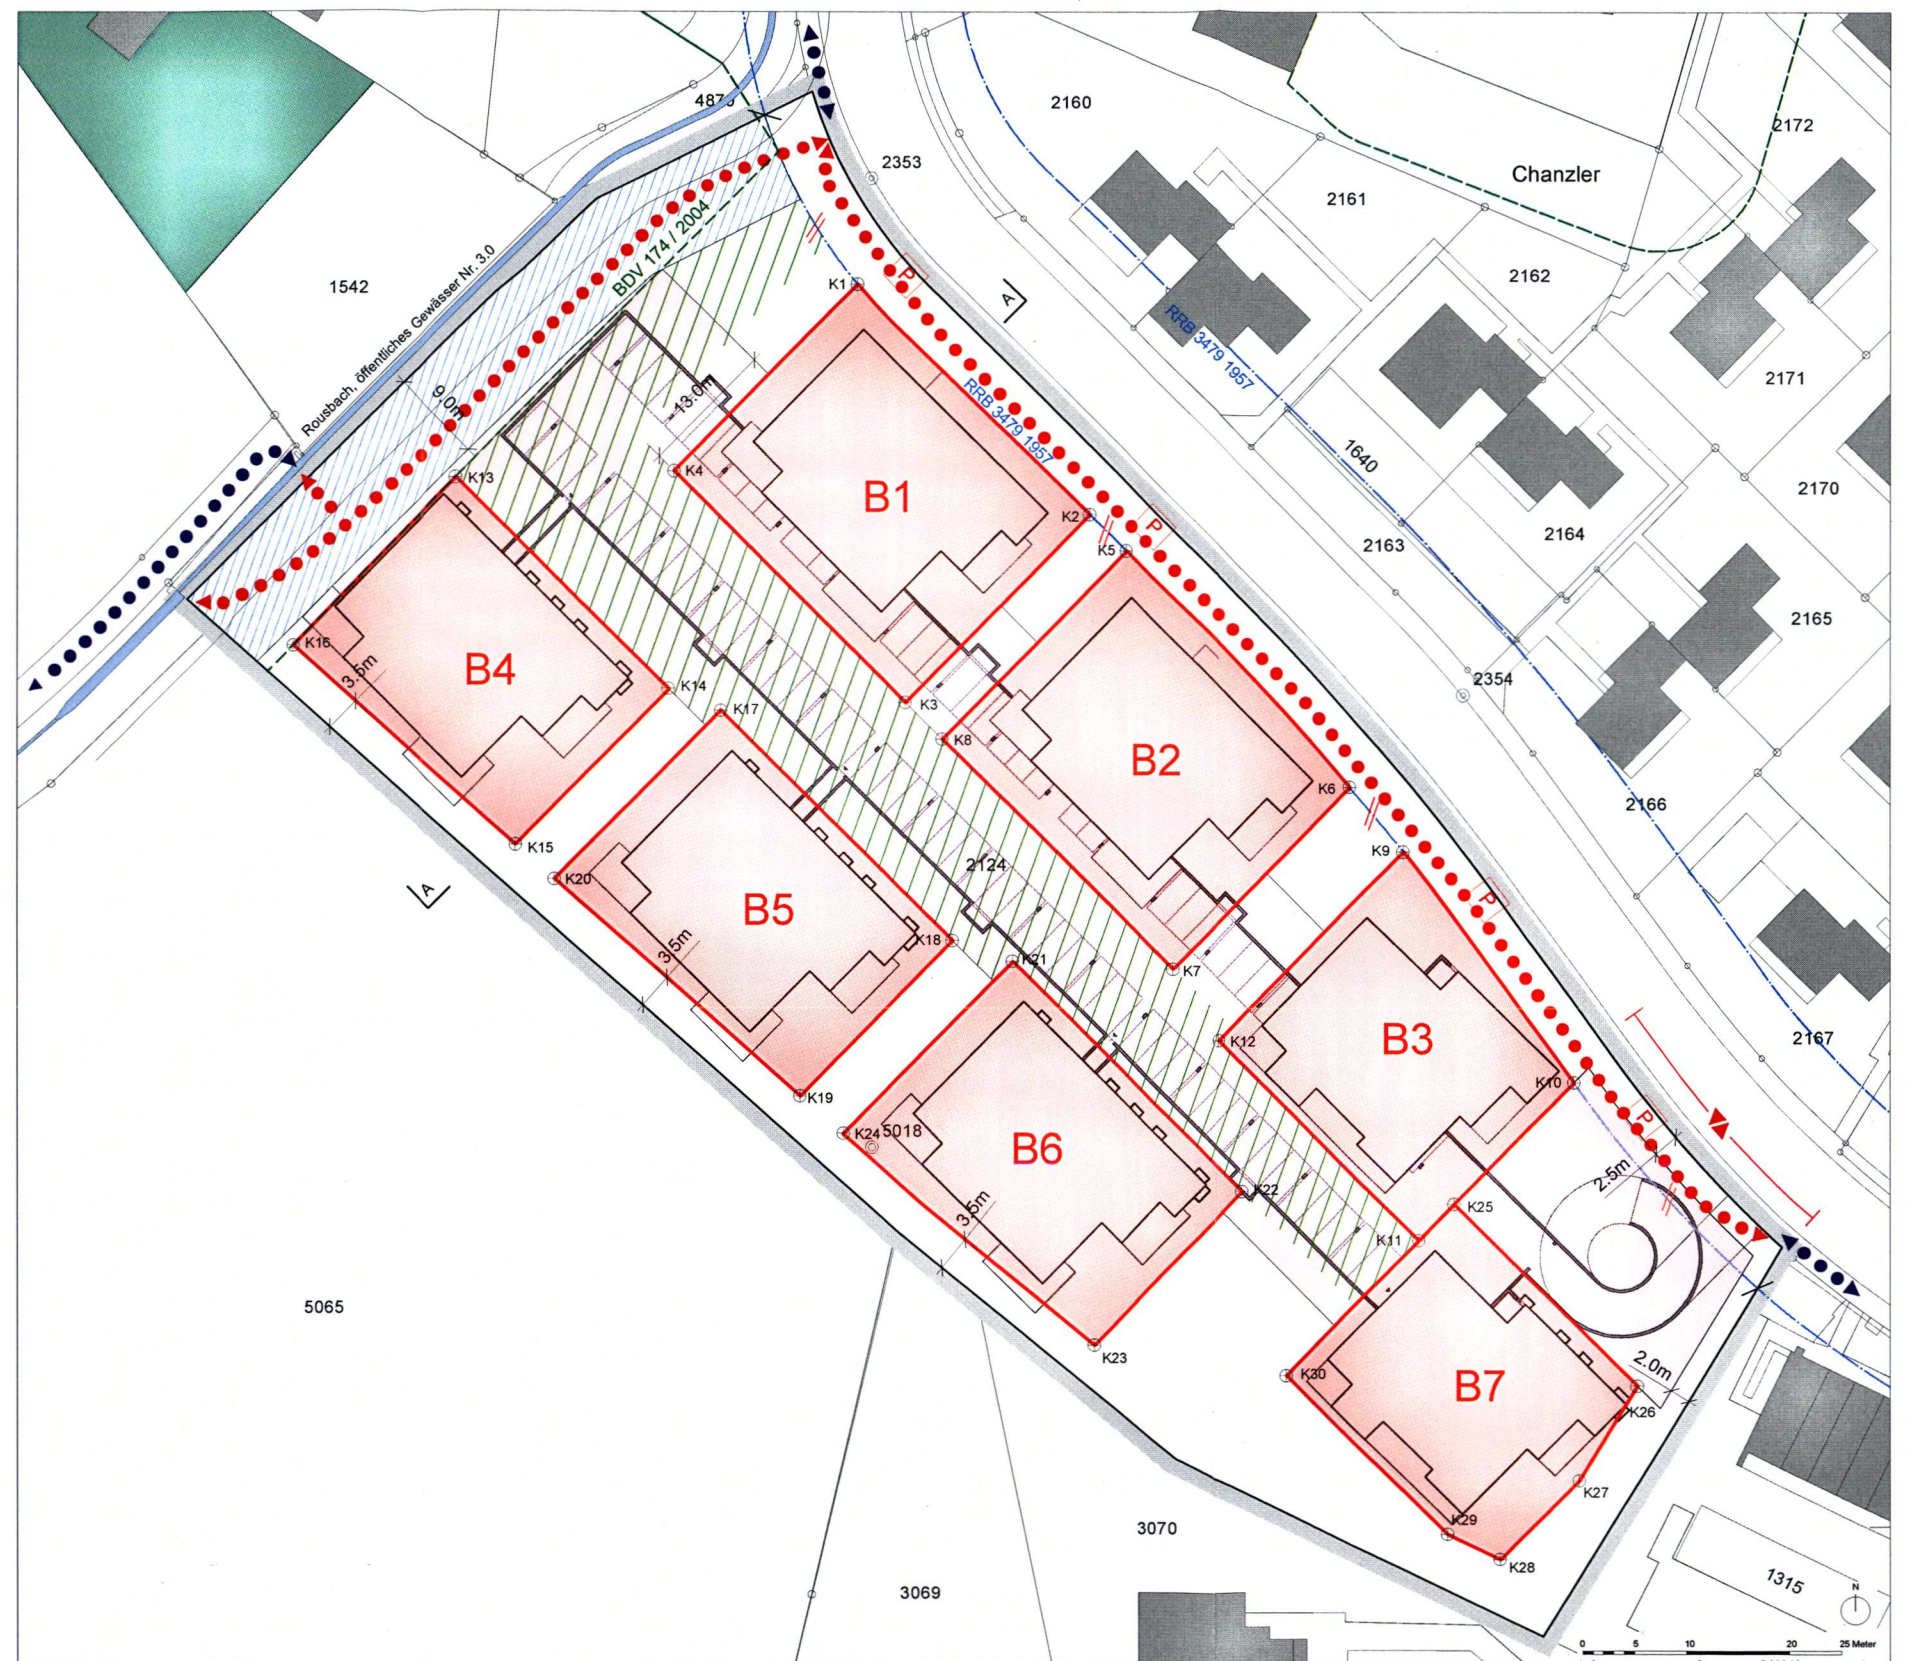 487
2160
2172
2353
Chanzler
2161
1542
2162
BDV 174 / 2004
Rousbach, öffentliches Gewässer Nr. 3.0
K1
P
A
RRB 3479 1957
2171
9.0m
13.0m
RRB 3479 1957
K13
K4
B1
1640
2170
K2
P
K5
2163
2164
K16
B4
3.5m
2165
K14
K17
K3
2354
K8
B2
K6
2166
K15
K9
2124
K20
A
B5
K18
3.5m
P
K21
K7
K12
B3
2167
K10
K19
K24
5018
B6
P
2.5m
K22
3.5m
K25
K11
5065
K23
2.0m
K30
B7
K26
K27
K29
3070
K28
3069
1315
N
0 5 10 20 25 Meter